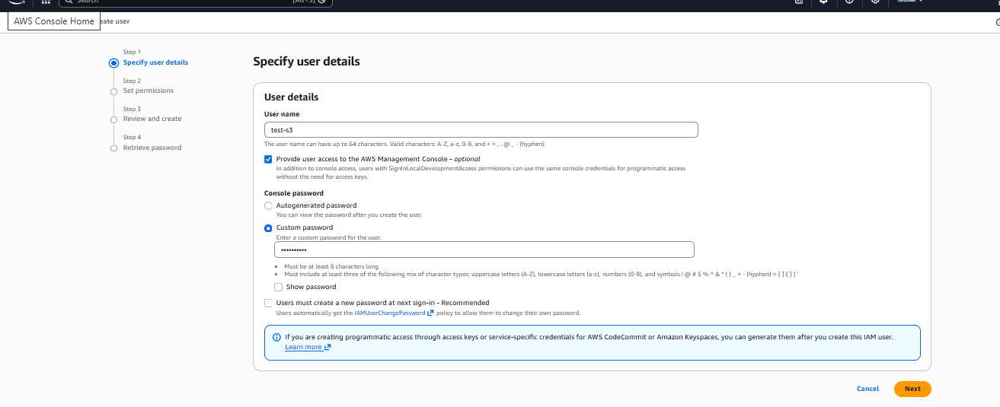 Search [Alt+S]
Global
AWS Console Home eate user
Step 1
Specify user details
Step 2
Set permissions
Step 3
Review and create
Step 4
Retrieve password
Specify user details
User details
User name
test-s3
The user name can have up to 64 characters. Valid characters: A-Z, a-z, 0-9, and + = , . @ _ - (hyphen)
Provide user access to the AWS Management Console - optional
In addition to console access, users with SignInLocalDevelopmentAccess permissions can use the same console credentials for programmatic access
without the need for access keys.
Console password
Autogenerated password
You can view the password after you create the user.
Custom password
Enter a custom password for the user.
••••••••••
• Must be at least 8 characters long
• Must include at least three of the following mix of character types: uppercase letters (A-Z), lowercase letters (a-z), numbers (0-9), and symbols ! @ # $ % ^ & * ( ) _ + - (hyphen) = [ ] { } | '
Show password
Users must create a new password at next sign-in - Recommended
Users automatically get the IAMUserChangePassword policy to allow them to change their own password.
If you are creating programmatic access through access keys or service-specific credentials for AWS CodeCommit or Amazon Keyspaces, you can generate them after you create this IAM user.
Learn more
Cancel Next